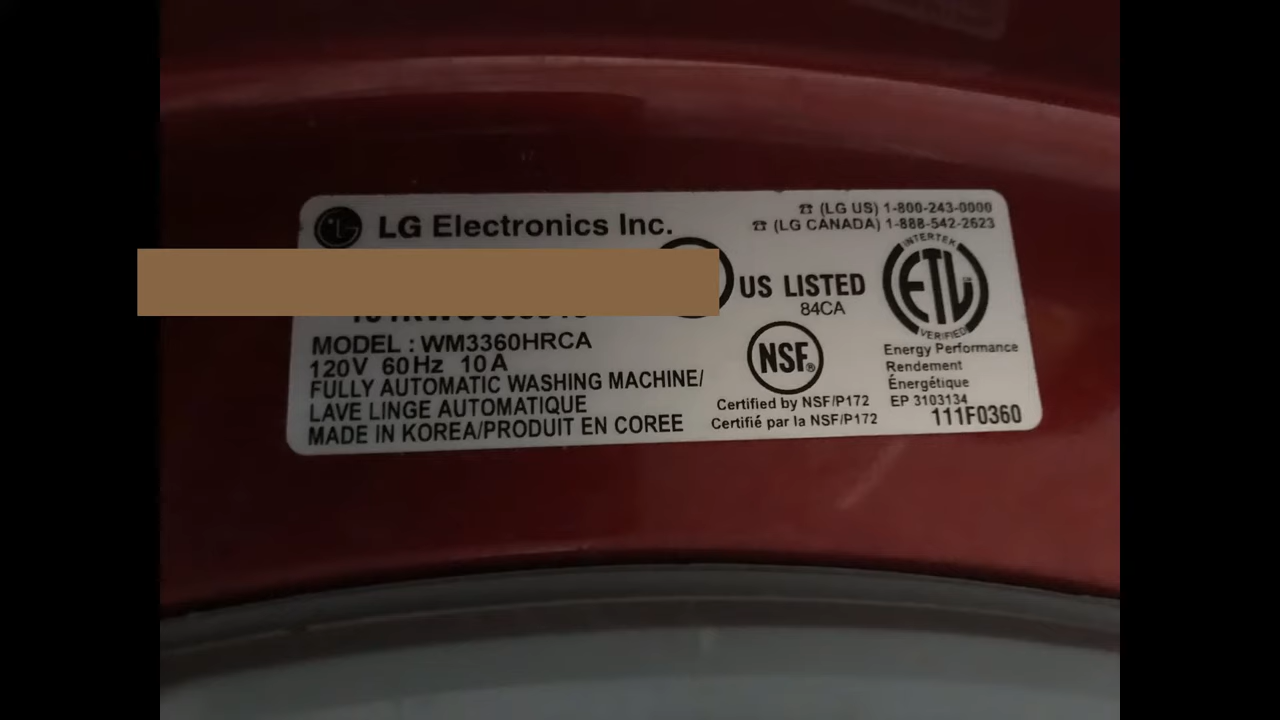 LG Electronics Inc.
☎ (LG US) 1-800-243-0000
☎ (LG CANADA) 1-888-542-2623
US LISTED
84CA
INTERTEK
ETL
VERIFIED
MODEL : WM3360HRCA
120V 60Hz 10A
FULLY AUTOMATIC WASHING MACHINE/
LAVE LINGE AUTOMATIQUE
MADE IN KOREA/PRODUIT EN COREE
NSF®
Certified by NSF/P172
Certifié par la NSF/P172
Energy Performance
Rendement
Énergétique
EP 3103134
111F0360